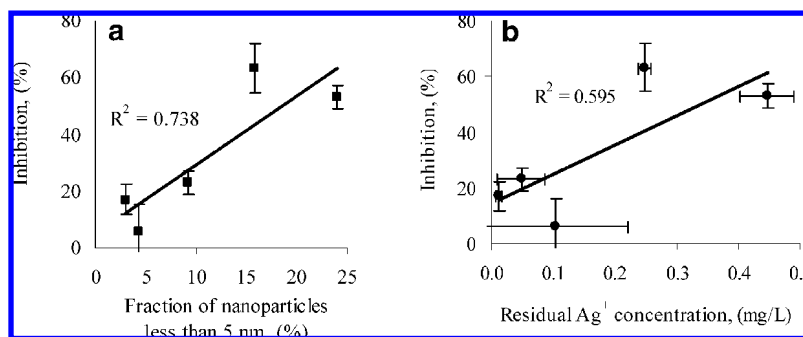 a
80
60
40
20
0
Inhibition, (%)
R² = 0.738
0 5 10 15 20 25
Fraction of nanoparticles
less than 5 nm, (%)
b
80
60
40
20
0
Inhibition, (%)
R² = 0.595
0.0 0.1 0.2 0.3 0.4
Residual Ag⁺ concentration, (mg/L)